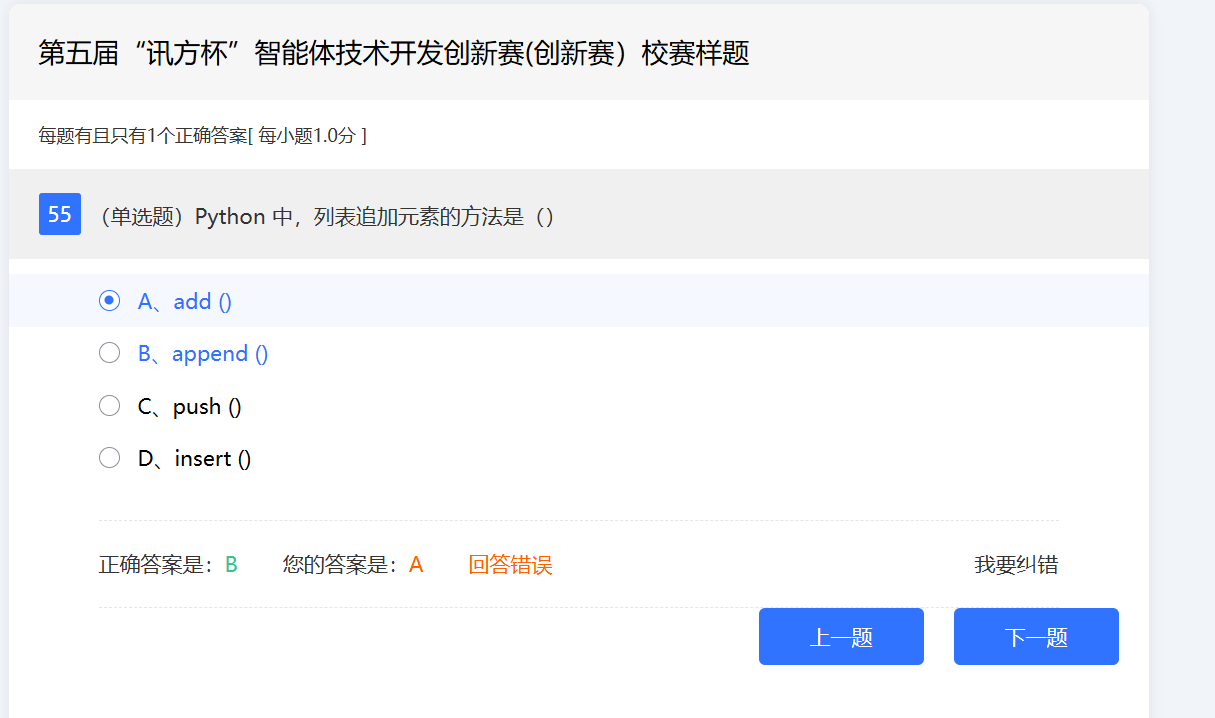 第五届“讯方杯”智能体技术开发创新赛(创新赛）校赛样题
每题有且只有1个正确答案[ 每小题1.0分 ]
55 （单选题）Python 中，列表追加元素的方法是（）
A、add ()
B、append ()
C、push ()
D、insert ()
正确答案是：B 您的答案是：A 回答错误 我要纠错
上一题 下一题